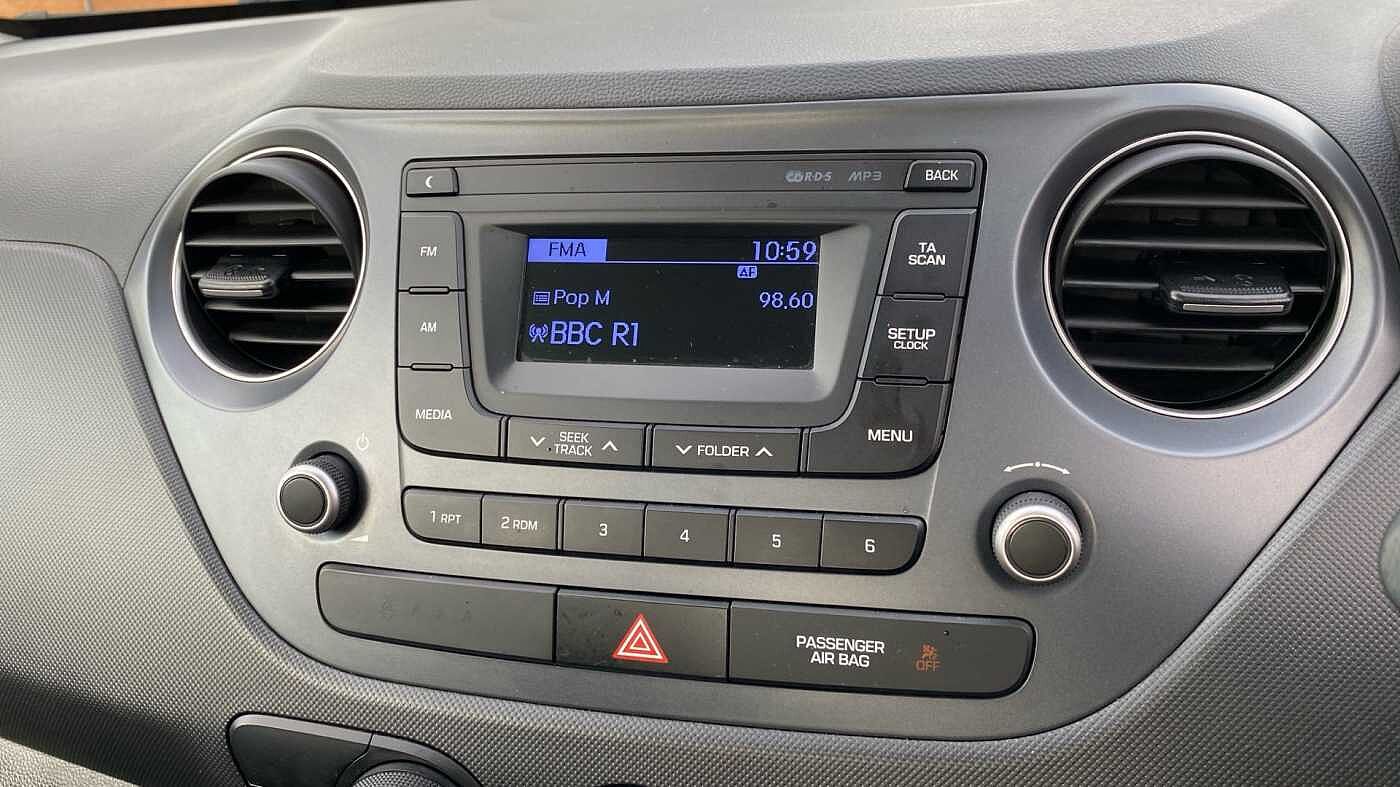 R·D·S MP3 BACK
FM
FMA 10:59
AF
Pop M 98.60
BBC R1
TA
SCAN
AM
SETUP
CLOCK
MEDIA
SEEK
TRACK
FOLDER
MENU
1 RPT 2 RDM 3 4 5 6
PASSENGER
AIR BAG
OFF